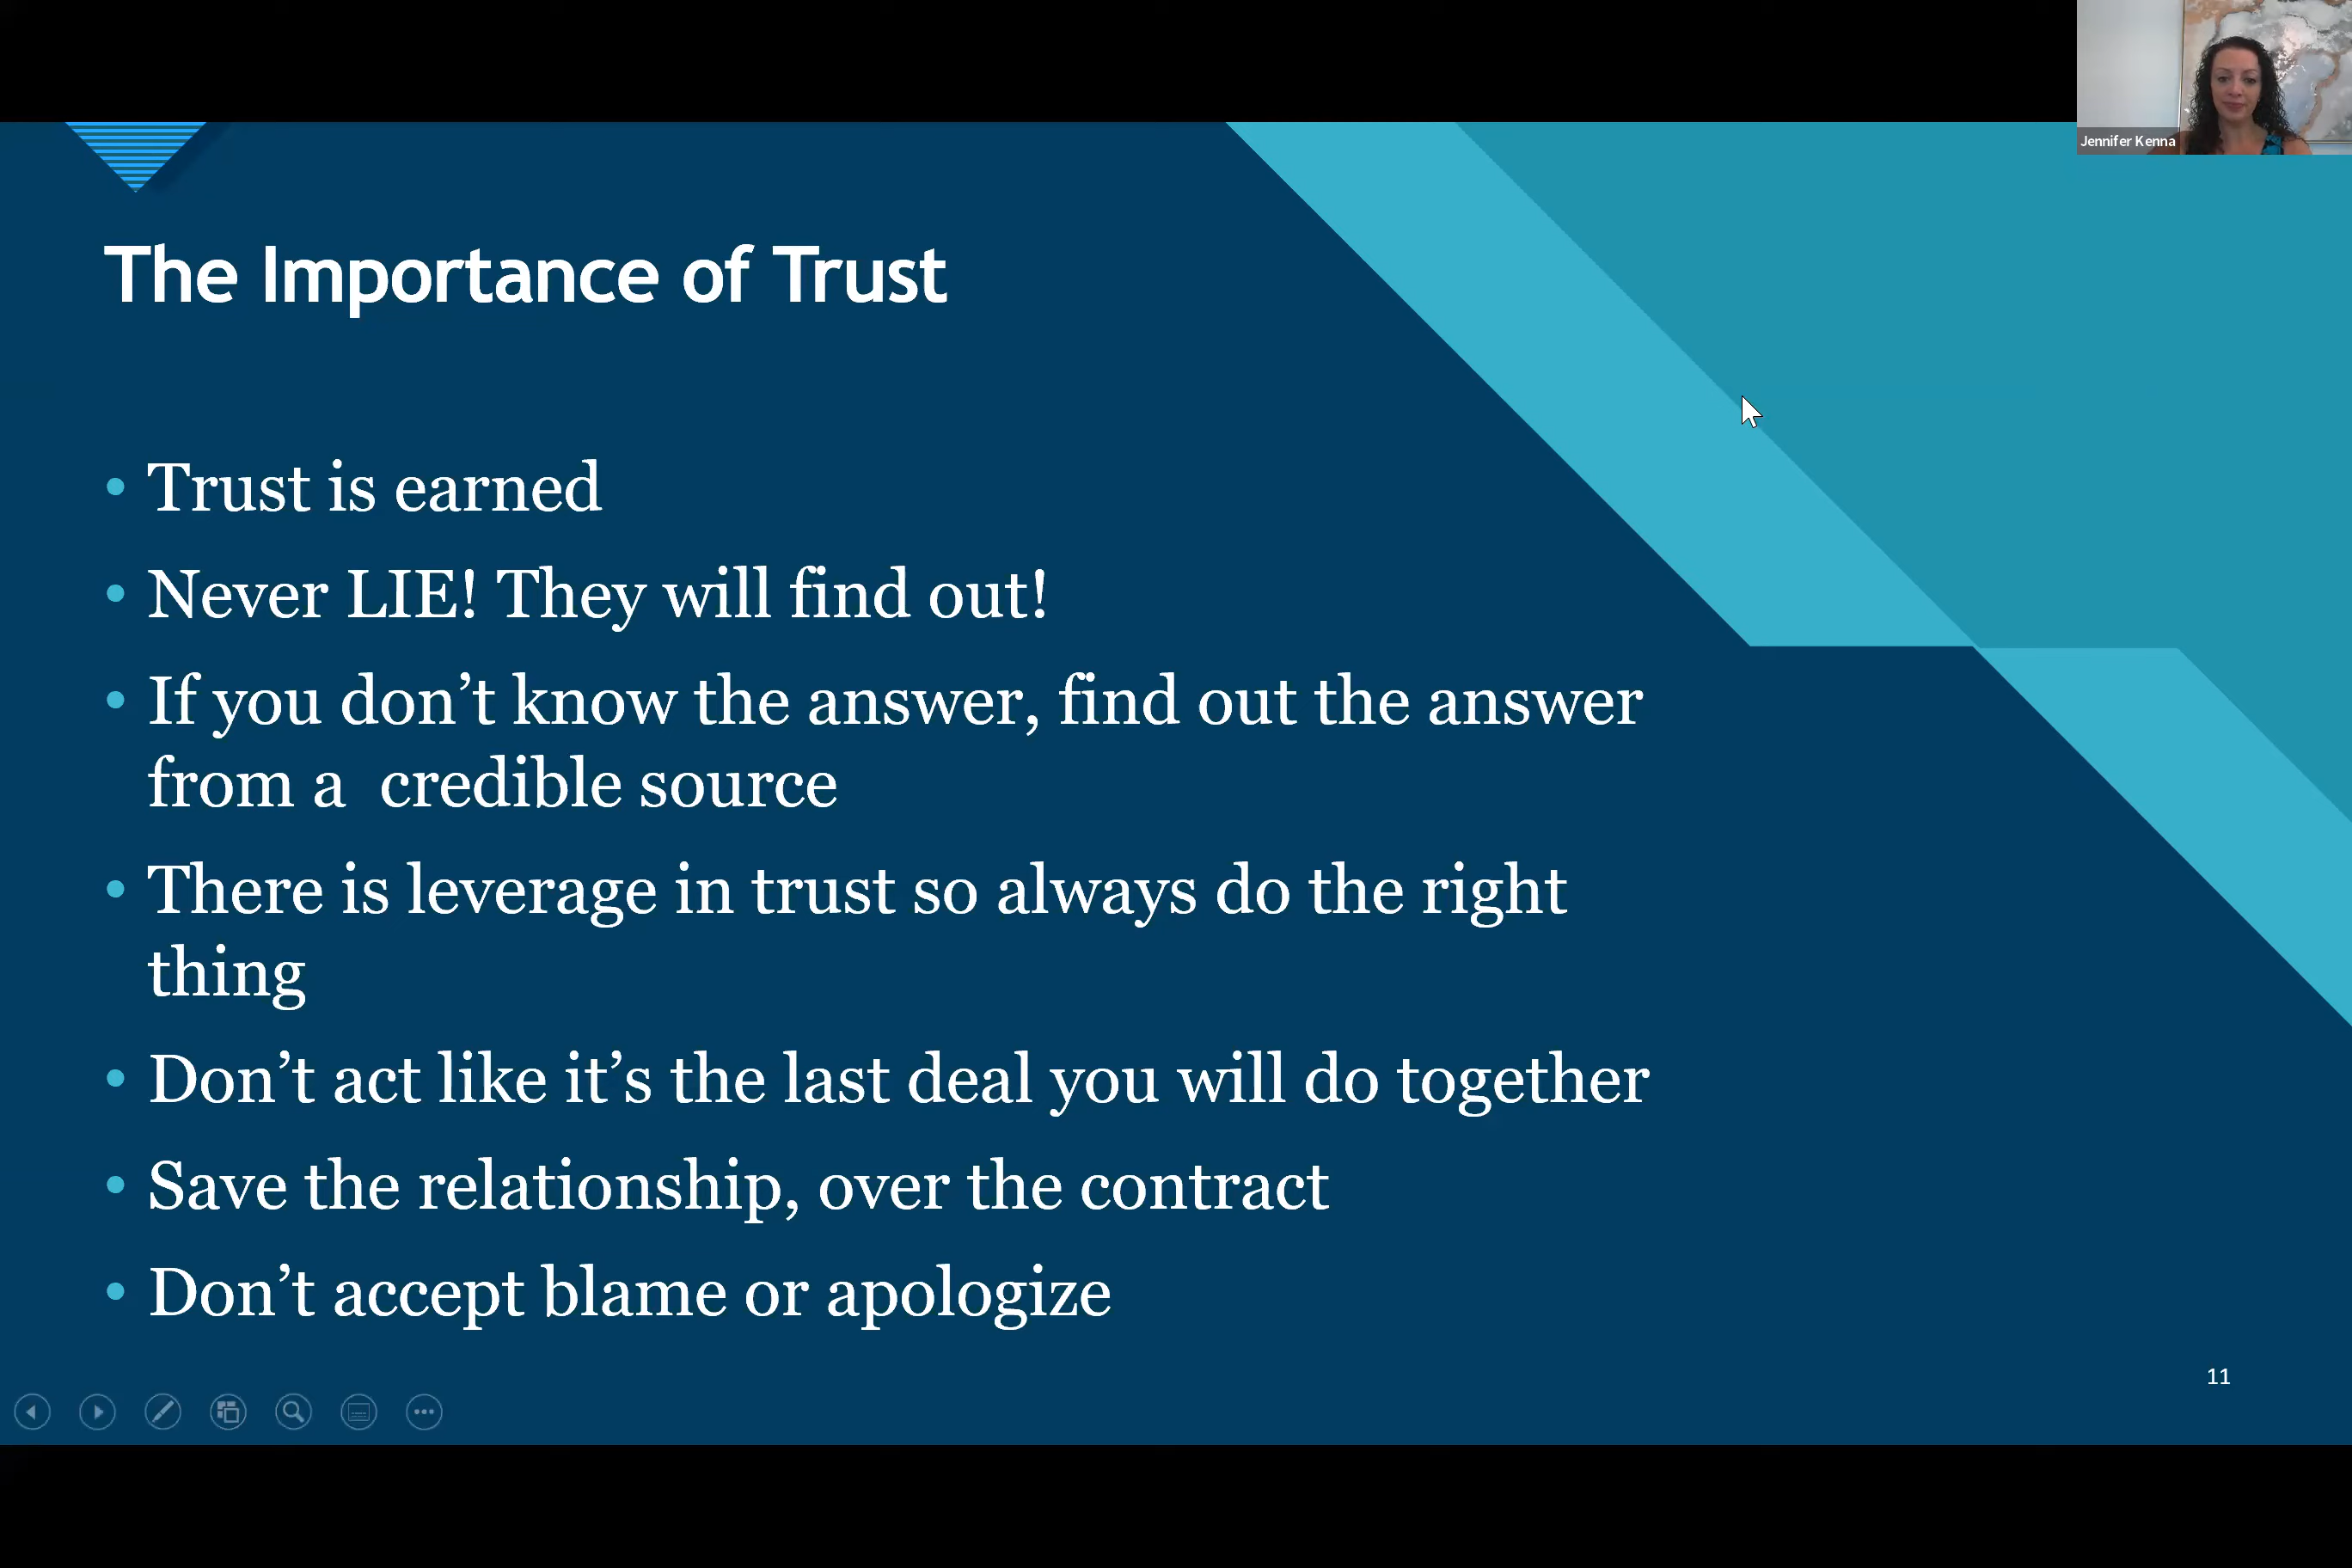 Jennifer Kenna
The Importance of Trust
• Trust is earned
• Never LIE! They will find out!
• If you don’t know the answer, find out the answer
from a  credible source
• There is leverage in trust so always do the right
thing
• Don’t act like it’s the last deal you will do together
• Save the relationship, over the contract
• Don’t accept blame or apologize
11